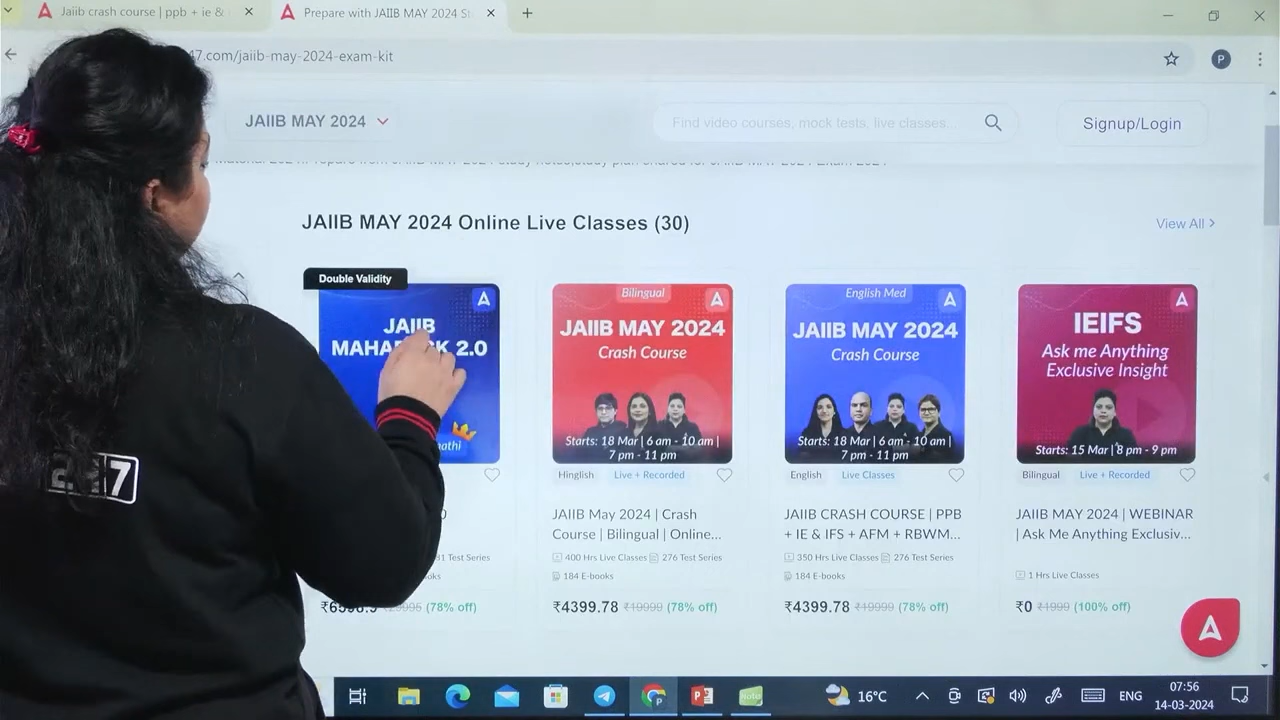 Jaiib crash course | ppb + ie &
Prepare with JAIIB MAY 2024 St
47.com/jaiib-may-2024-exam-kit
P
JAIIB MAY 2024
Find video courses, mock tests, live classes...
Signup/Login
JAIIB MAY 2024 Online Live Classes (30)
View All >
Double Validity
JAIIB
2.0
Bilingual
JAIIB MAY 2024
Crash Course
Starts: 18 Mar | 6 am - 10 am |
7 pm - 11 pm
English Med
JAIIB MAY 2024
Crash Course
Starts: 18 Mar | 6 am - 10 am |
7 pm - 11 pm
IEIFS
Ask me Anything
Exclusive Insight
Starts: 15 Mar | 8 pm - 9 pm
Hinglish Live + Recorded
English Live Classes
Bilingual Live + Recorded
JAIIB May 2024 | Crash
Course | Bilingual | Online...
JAIIB CRASH COURSE | PPB
+ IE & IFS + AFM + RBWM...
JAIIB MAY 2024 | WEBINAR
| Ask Me Anything Exclusiv...
Test Series
400 Hrs Live Classes 276 Test Series
184 E-books
350 Hrs Live Classes 276 Test Series
184 E-books
1 Hrs Live Classes
(78% off)
₹4399.78 ₹19999 (78% off)
₹4399.78 ₹19999 (78% off)
₹0 ₹1999 (100% off)
16°C
ENG
07:56
14-03-2024